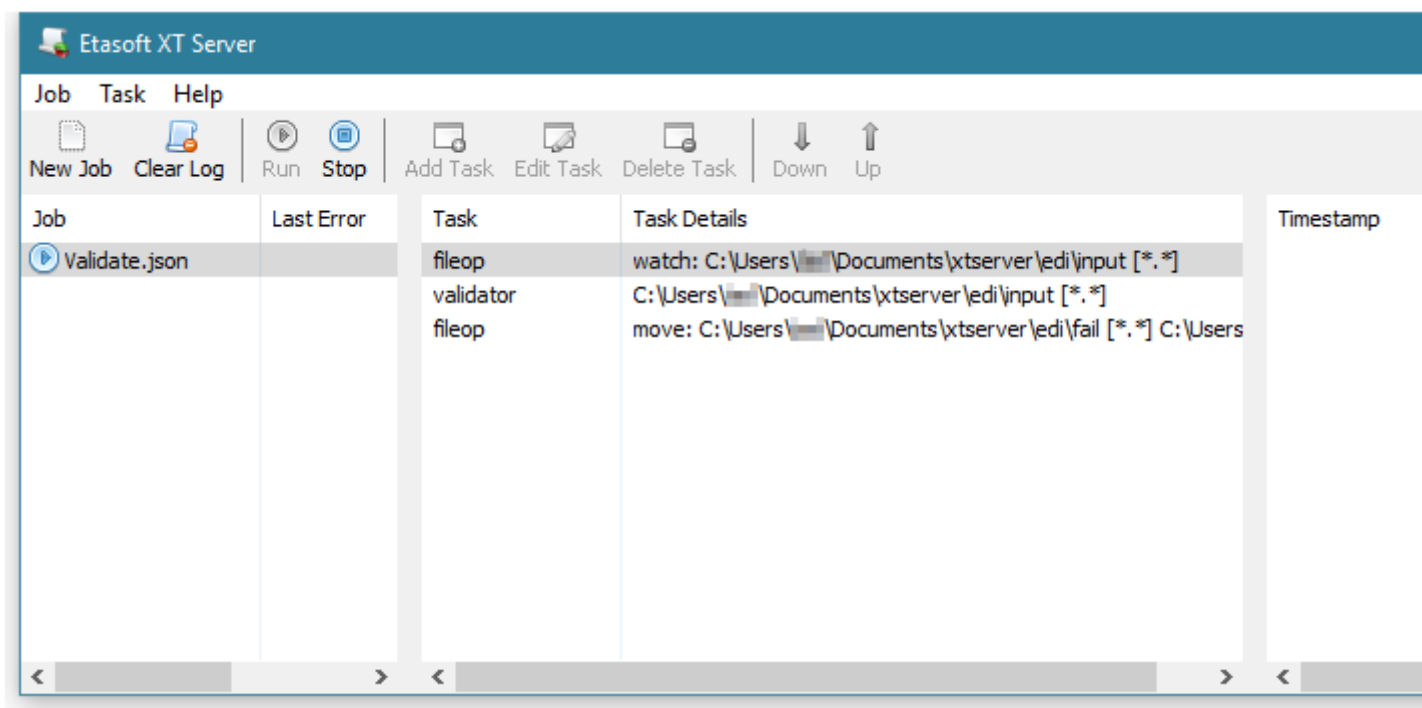 Etasoft XT Server
Job Task Help
New Job Clear Log Run Stop Add Task Edit Task Delete Task Down Up
Job Last Error Task Task Details Timestamp
Validate.json fileop watch: C:\Users\ \Documents\xtserver\edi\input [*.*]
validator C:\Users\ \Documents\xtserver\edi\input [*.*]
fileop move: C:\Users\ \Documents\xtserver\edi\fail [*.*] C:\Users